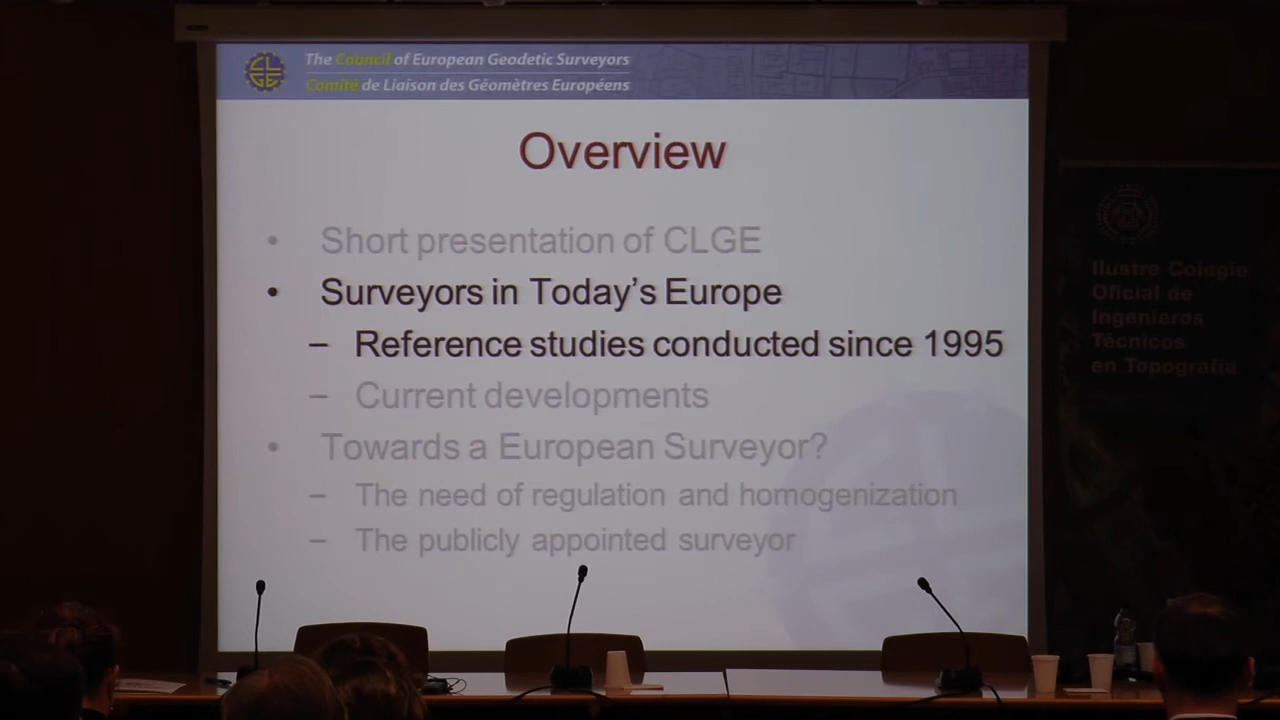 CLGE
The Council of European Geodetic Surveyors
Comité de Liaison des Géomètres Européens
Overview
• Short presentation of CLGE
• Surveyors in Today's Europe
– Reference studies conducted since 1995
– Current developments
• Towards a European Surveyor?
– The need of regulation and homogenization
– The publicly appointed surveyor
Ilustre Colegio
Oficial de
Ingenieros
Técnicos
en Topografía